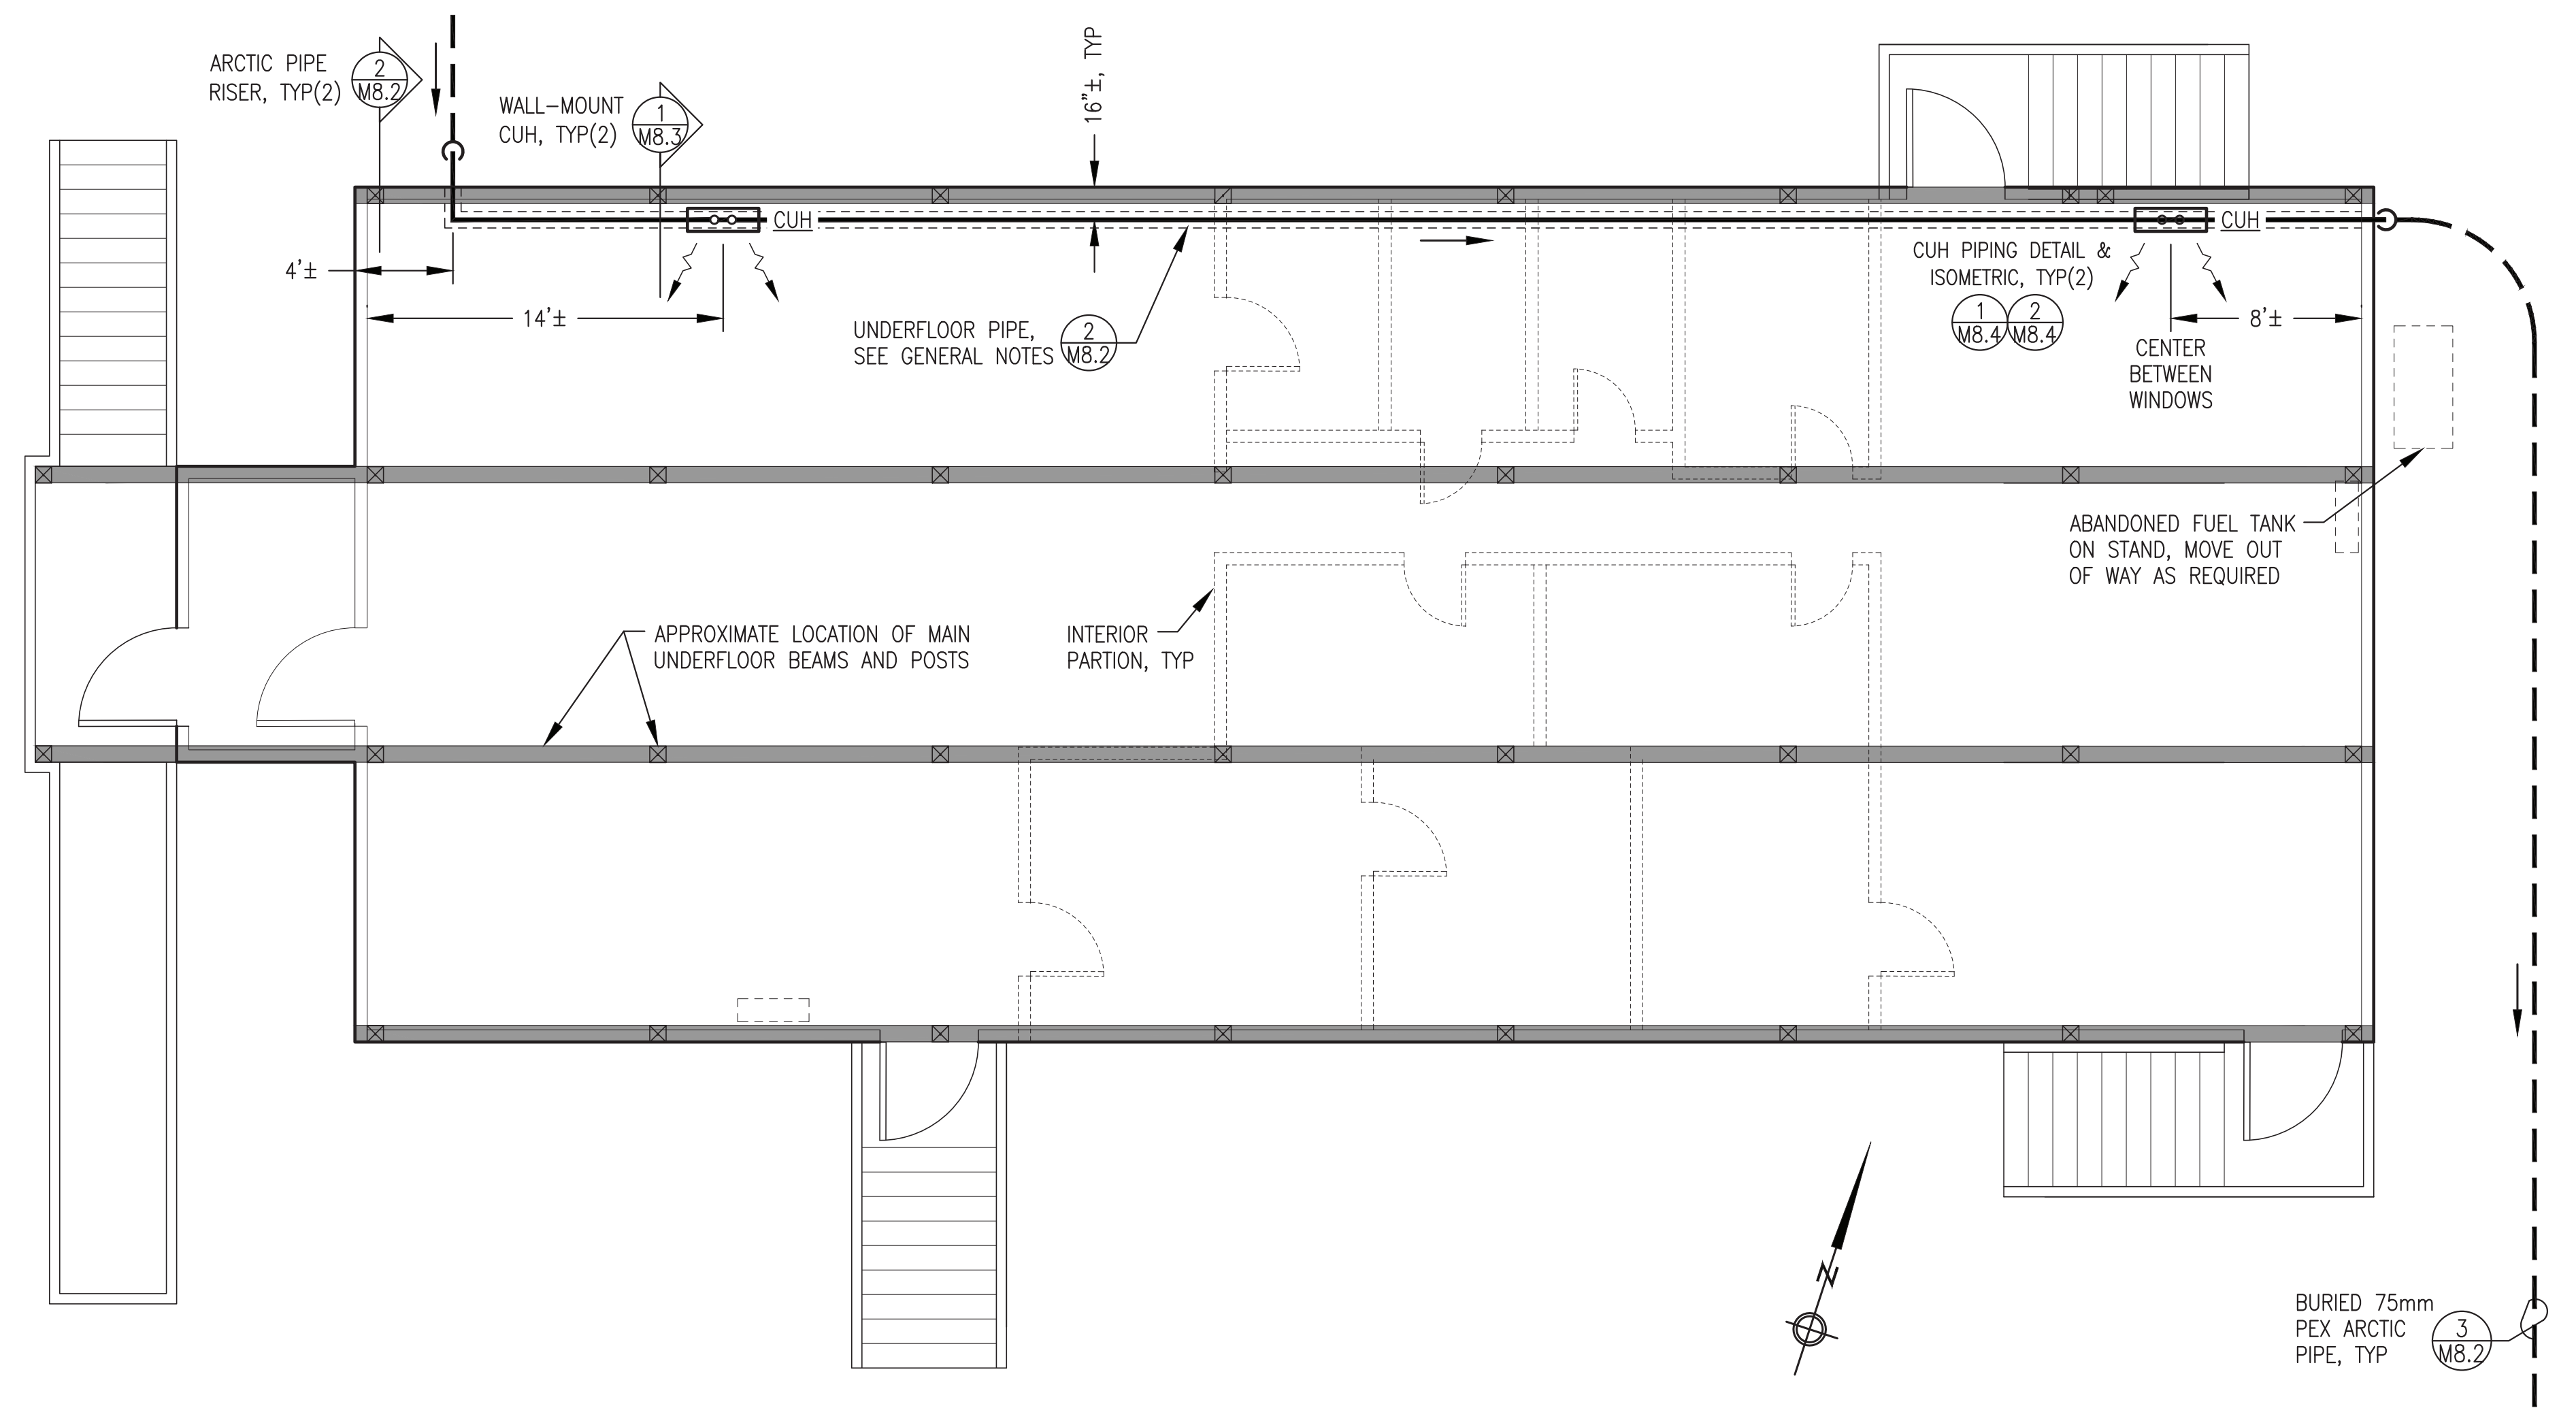 ARCTIC PIPE
RISER, TYP(2)
2
M8.2
WALL-MOUNT
CUH, TYP(2)
1
M8.3
16"±, TYP
CUH
CUH
4'±
14'±
UNDERFLOOR PIPE,
SEE GENERAL NOTES
2
M8.2
CUH PIPING DETAIL &
ISOMETRIC, TYP(2)
1
M8.4
2
M8.4
8'±
CENTER
BETWEEN
WINDOWS
ABANDONED FUEL TANK
ON STAND, MOVE OUT
OF WAY AS REQUIRED
APPROXIMATE LOCATION OF MAIN
UNDERFLOOR BEAMS AND POSTS
INTERIOR
PARTION, TYP
N
BURIED 75mm
PEX ARCTIC
PIPE, TYP
3
M8.2